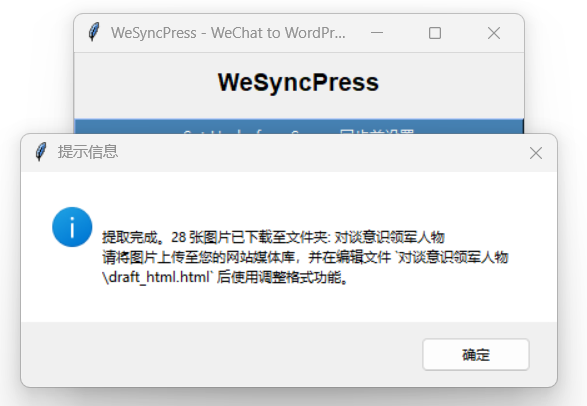 WeSyncPress - WeChat to WordPr...
WeSyncPress
提示信息
提取完成。28 张图片已下载至文件夹: 对谈意识领军人物
请将图片上传至您的网站媒体库，并在编辑文件 `对谈意识领军人物
\draft_html.html` 后使用调整格式功能。
确定